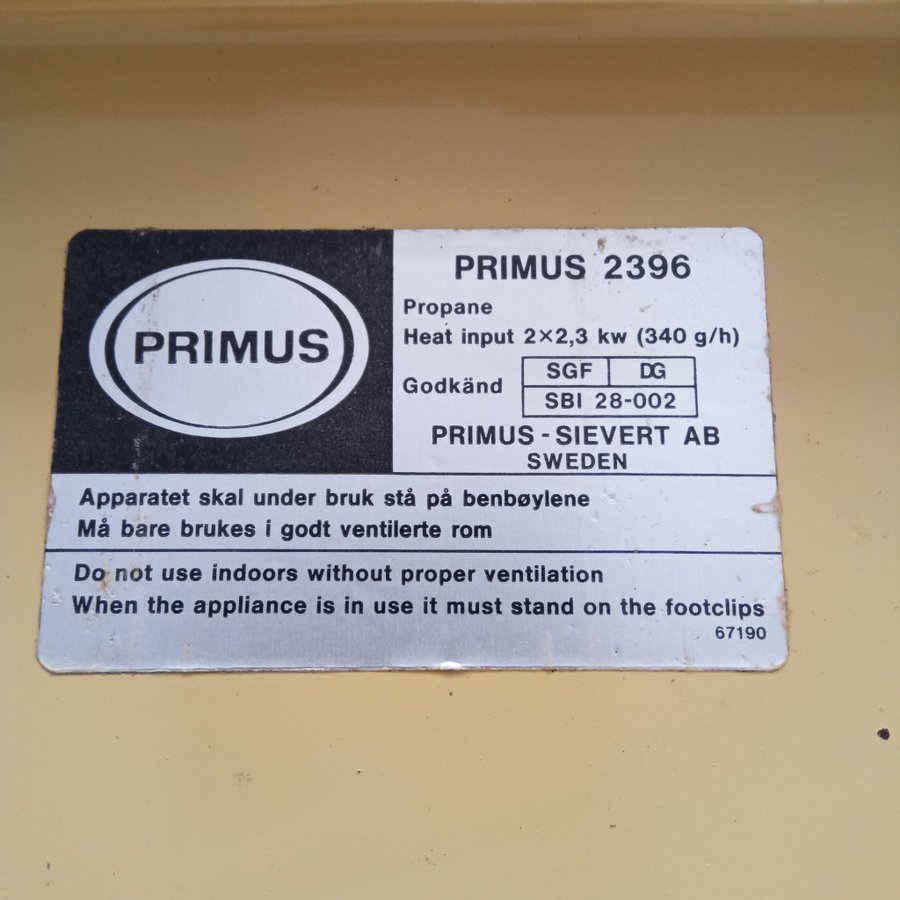 PRIMUS
PRIMUS 2396
Propane
Heat input 2×2,3 kw (340 g/h)
Godkänd
SGF DG
SBI 28-002
PRIMUS - SIEVERT AB
SWEDEN
Apparatet skal under bruk stå på benbøylene
Må bare brukes i godt ventilerte rom
Do not use indoors without proper ventilation
When the appliance is in use it must stand on the footclips
67190